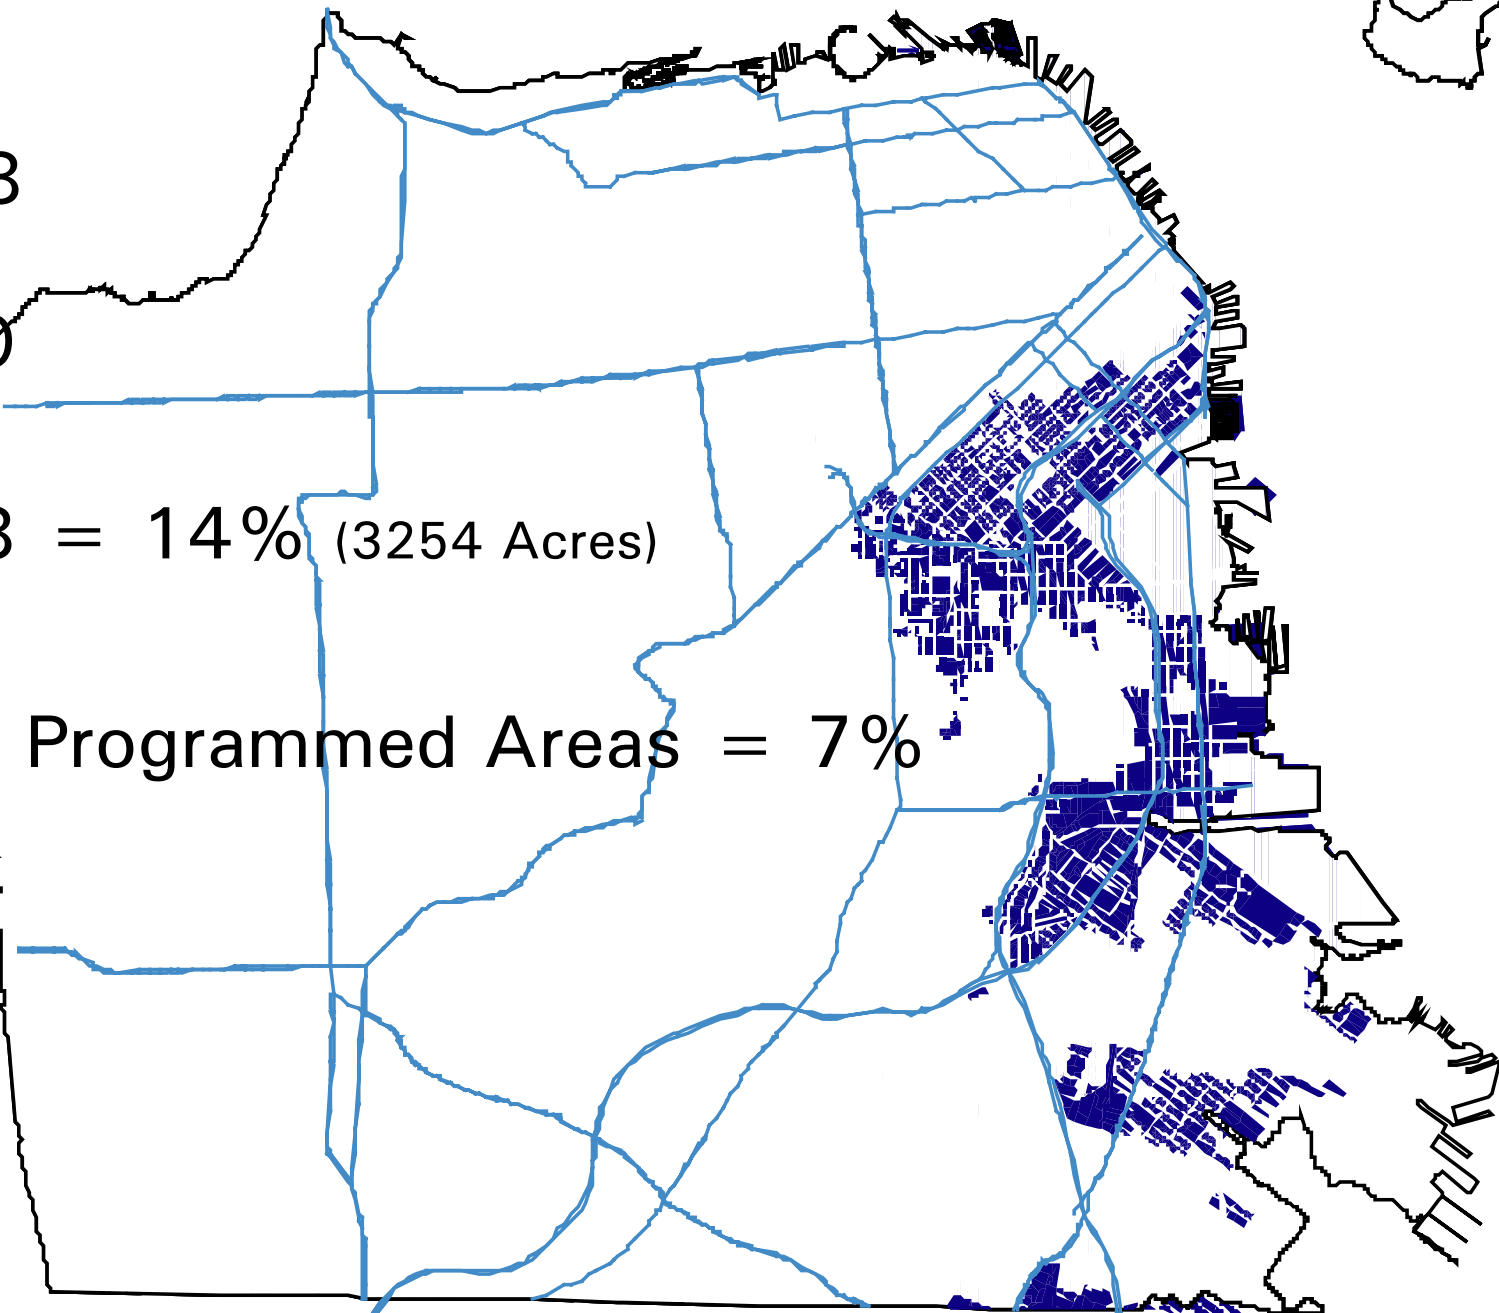 = 14% (3254 Acres)
Programmed Areas = 7%